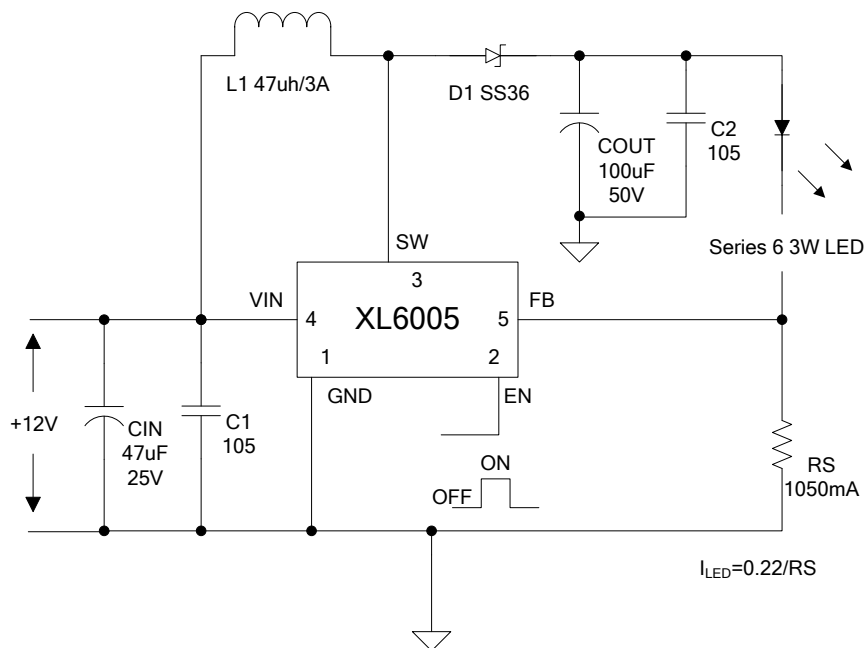 L1 47uh/3A
D1 SS36
COUT
100uF
50V
C2
105
Series 6 3W LED
SW
3
VIN
4
XL6005
5
FB
1
2
GND
EN
+12V
CIN
47uF
25V
C1
105
ON
OFF
RS
1050mA
I_LED=0.22/RS